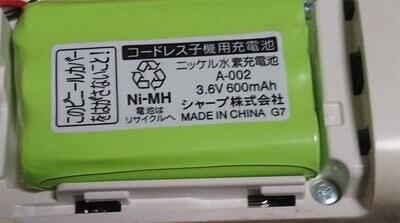 このビニールカバー
をはがさないこと!
コードレス子機用充電池
ニッケル水素充電池
A-002
3.6V 600mAh
Ni-MH
電池は
リサイクルへ
シャープ株式会社
MADE IN CHINA G7